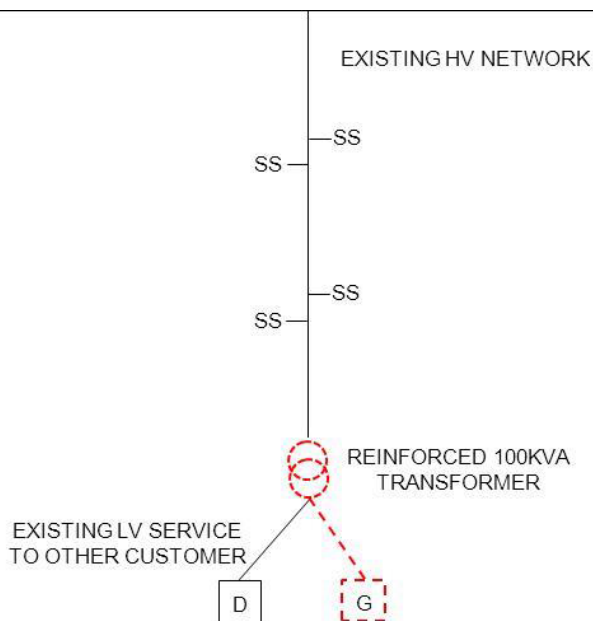 EXISTING HV NETWORK
SS
SS
SS
SS
REINFORCED 100KVA
TRANSFORMER
EXISTING LV SERVICE
TO OTHER CUSTOMER
D
G